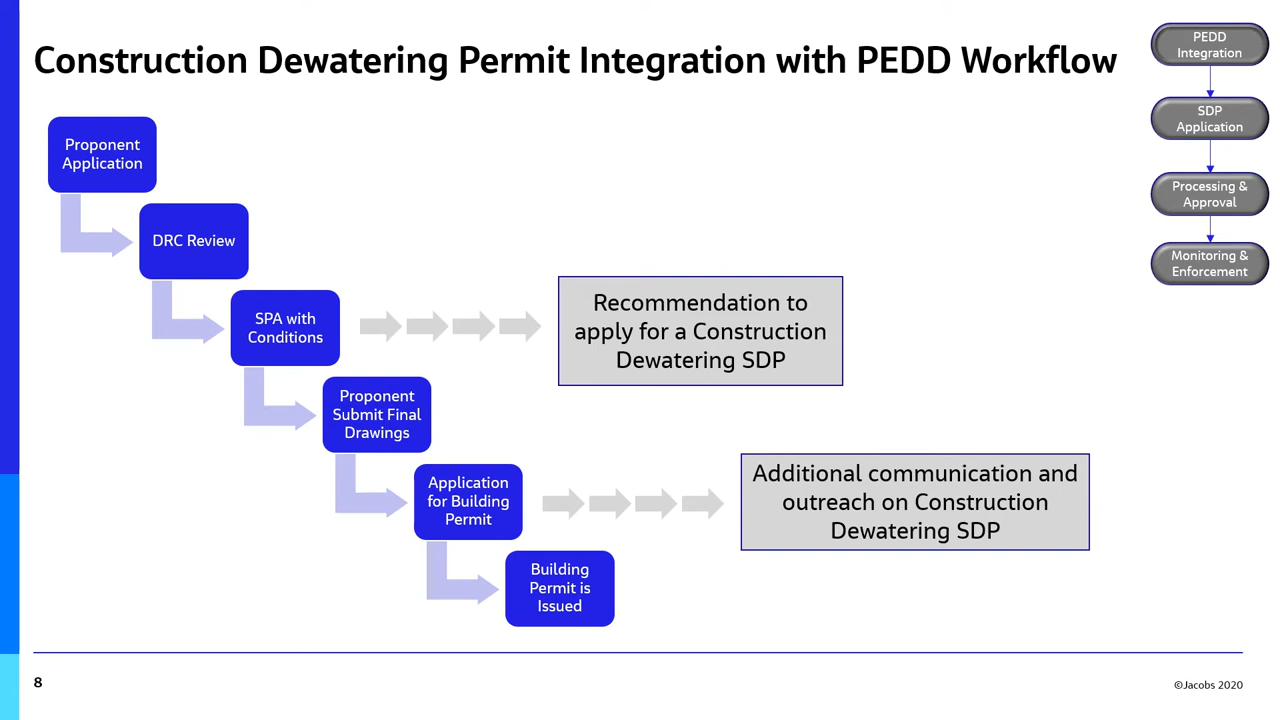 Construction Dewatering Permit Integration with PEDD Workflow
PEDD
Integration
SDP
Application
Processing &
Approval
Monitoring &
Enforcement
Proponent
Application
DRC Review
SPA with
Conditions
Recommendation to
apply for a Construction
Dewatering SDP
Proponent
Submit Final
Drawings
Application
for Building
Permit
Additional communication and
outreach on Construction
Dewatering SDP
Building
Permit is
Issued
8
©Jacobs 2020